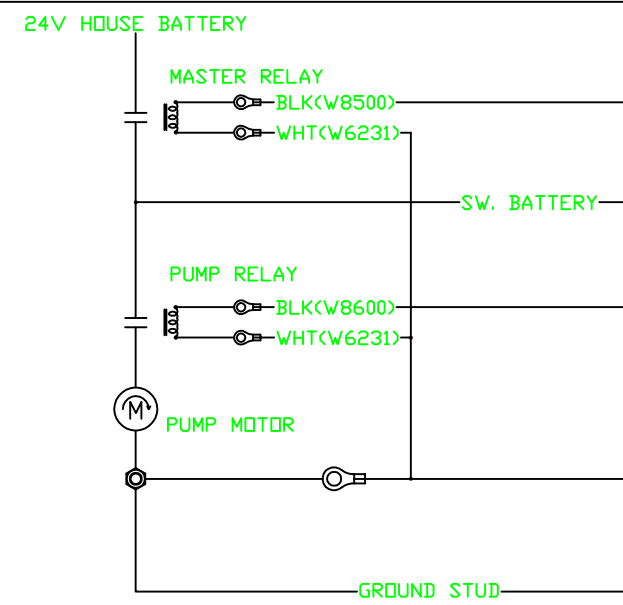 24V HOUSE BATTERY
MASTER RELAY
BLK(W8500)
WHT(W6231)
SW. BATTERY
PUMP RELAY
BLK(W8600)
WHT(W6231)
M
PUMP MOTOR
GROUND STUD